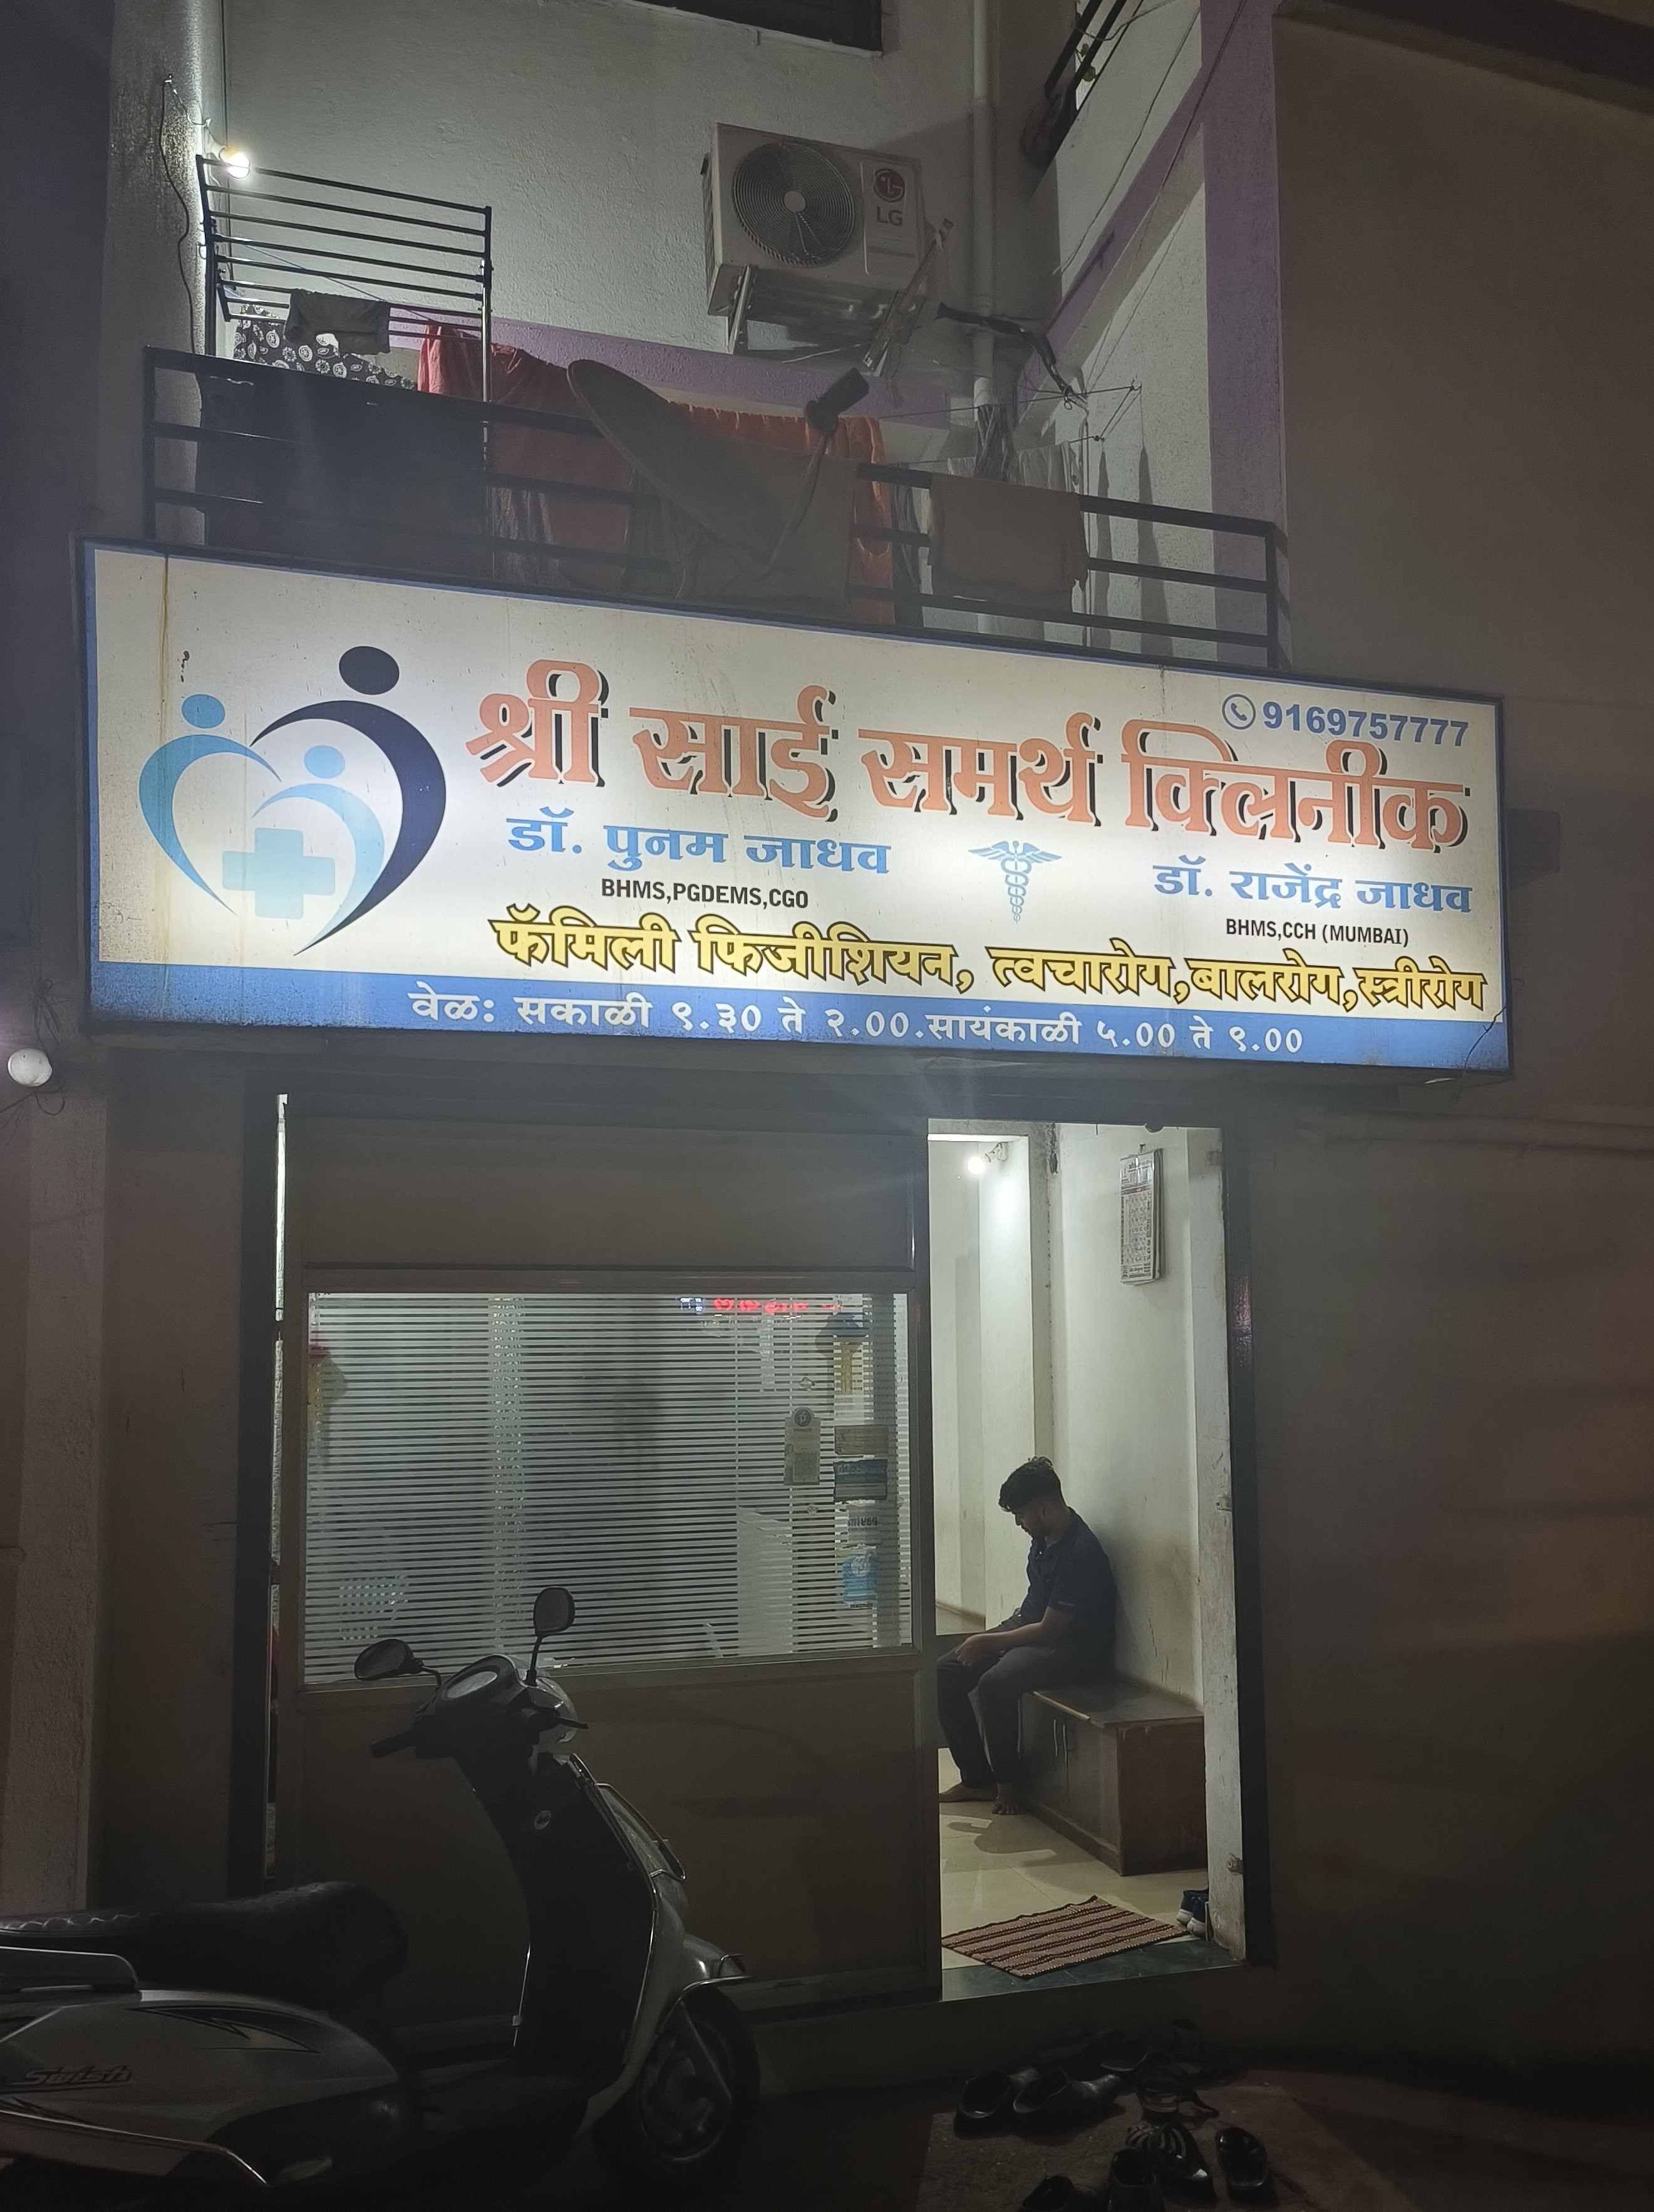 LG
9169757777
श्री साई समर्थ क्लिनीक
डॉ. पुनम जाधव
BHMS,PGDEMS,CGO
डॉ. राजेंद्र जाधव
BHMS,CCH (MUMBAI)
फॅमिली फिजीशियन, त्वचारोग,बालरोग,स्त्रीरोग
वेळ: सकाळी ९.३० ते २.००.सायंकाळी ५.०० ते ९.००
Swish